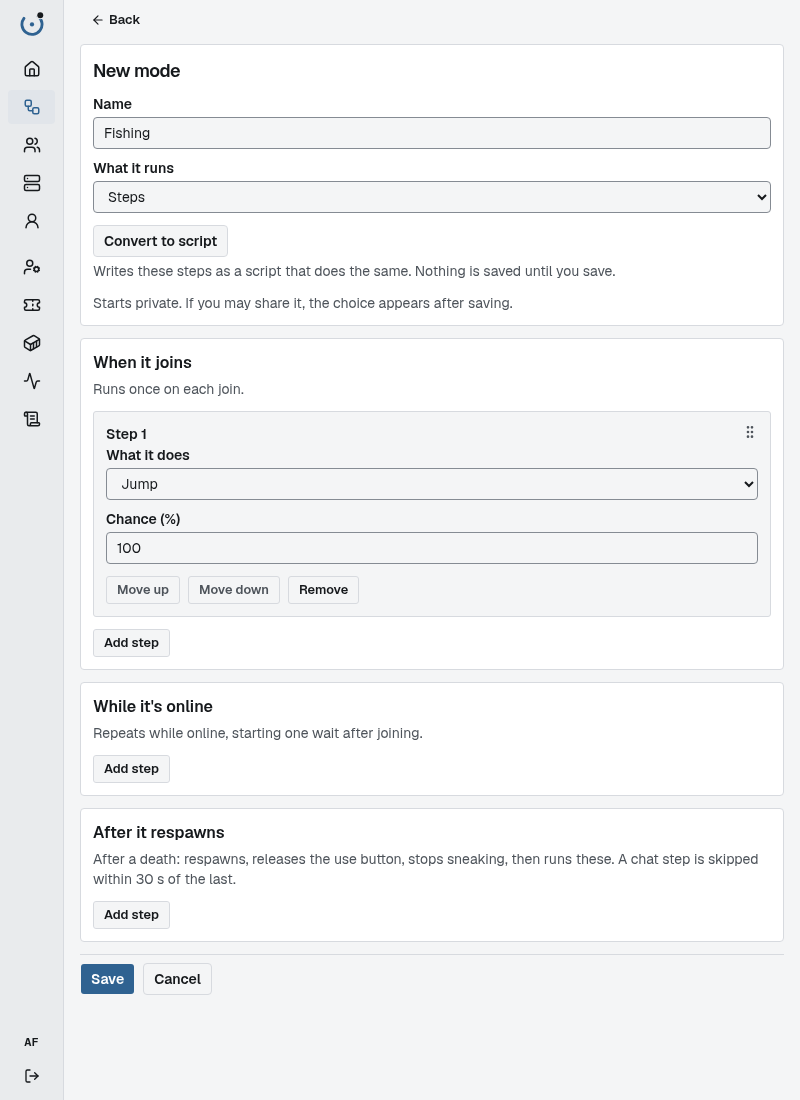 Back
New mode
Name
Fishing
What it runs
Steps
Convert to script
Writes these steps as a script that does the same. Nothing is saved until you save.
Starts private. If you may share it, the choice appears after saving.
When it joins
Runs once on each join.
Step 1
What it does
Jump
Chance (%)
100
Move up Move down Remove
Add step
While it's online
Repeats while online, starting one wait after joining.
Add step
After it respawns
After a death: respawns, releases the use button, stops sneaking, then runs these. A chat step is skipped
within 30 s of the last.
Add step
Save Cancel
AF